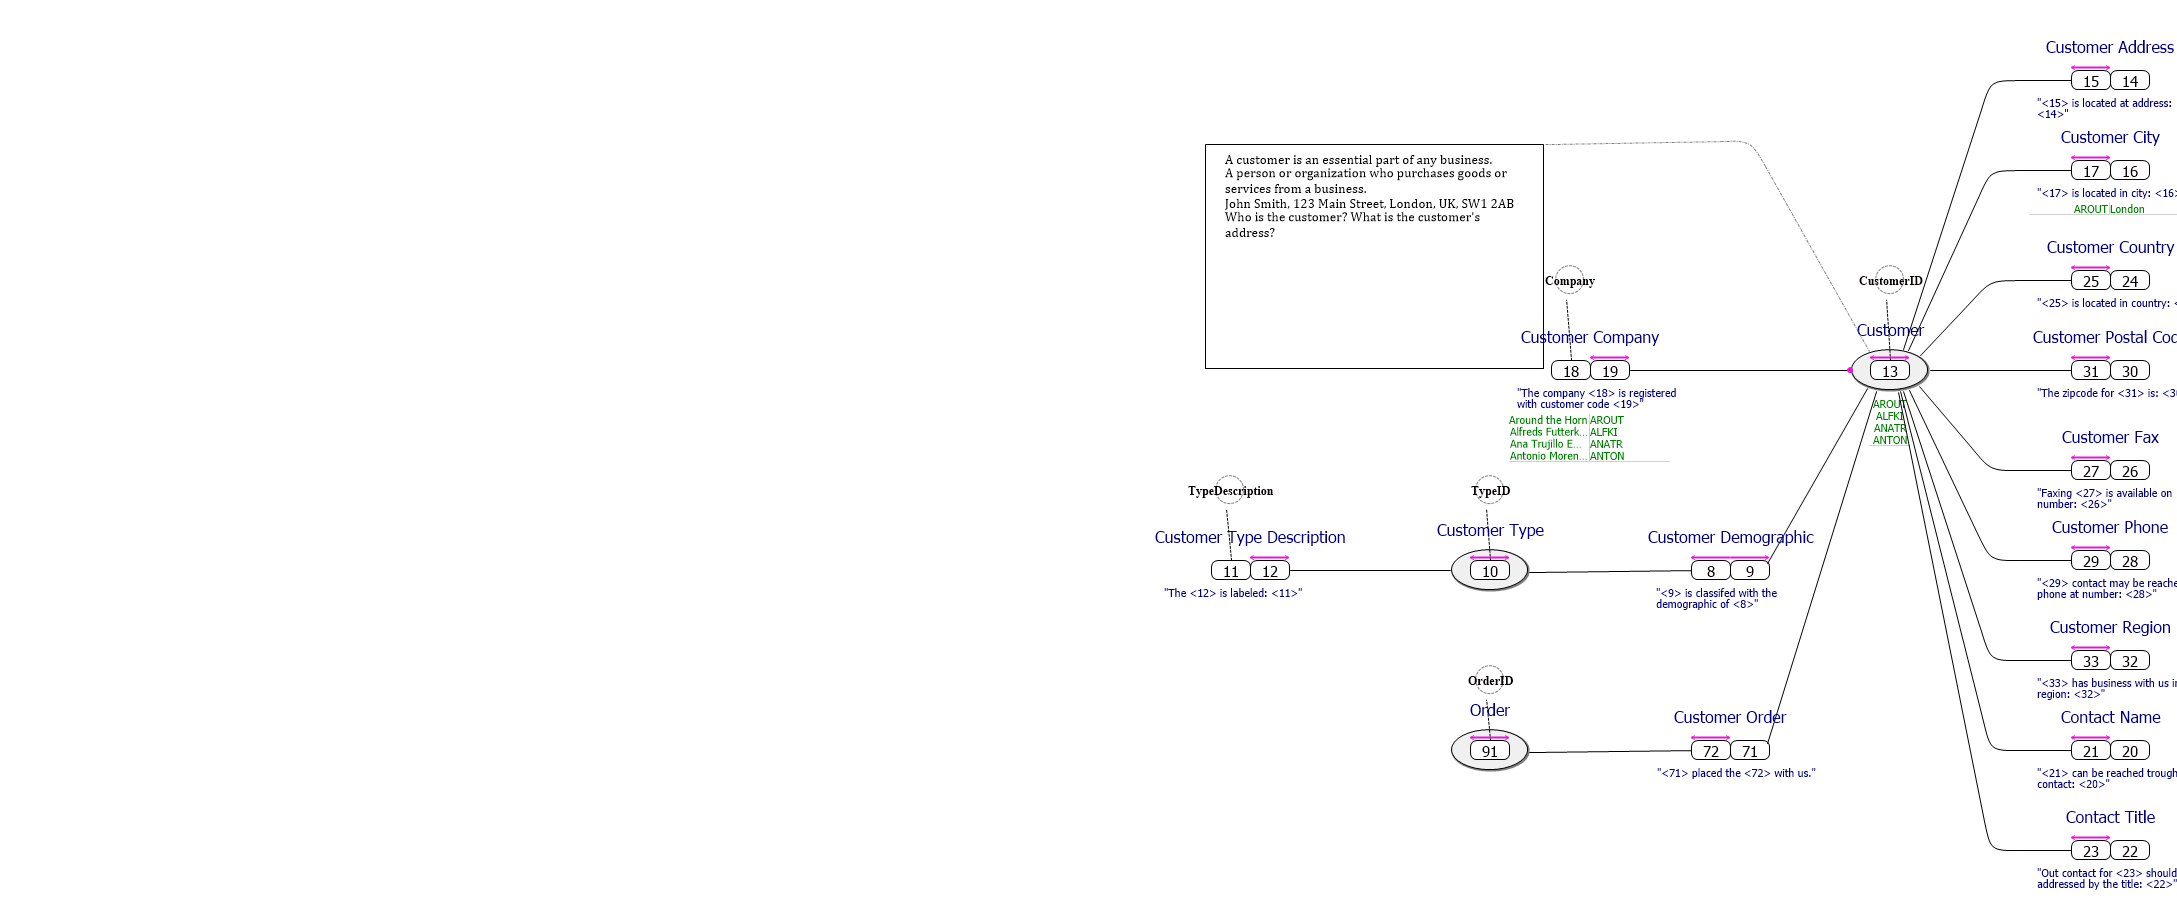 Customer Address
15 14
"<15> is located at address:
<14>"
Customer City
17 16
"<17> is located in city: <16>
AROUT London
A customer is an essential part of any business.
A person or organization who purchases goods or
services from a business.
John Smith, 123 Main Street, London, UK, SW1 2AB
Who is the customer? What is the customer's
address?
Customer Country
25 24
"<25> is located in country: <
Company
CustomerID
Customer Company
18 19
"The company <18> is registered
with customer code <19>"
Around the Horn AROUT
Alfreds Futterk... ALFKI
Ana Trujillo E... ANATR
Antonio Moren... ANTON
Customer
13
AROUT
ALFKI
ANATR
ANTON
Customer Postal Cod
31 30
"The zipcode for <31> is: <30
Customer Fax
27 26
"Faxing <27> is available on
number: <26>"
TypeDescription
Customer Type Description
11 12
"The <12> is labeled: <11>"
TypeID
Customer Type
10
Customer Demographic
8 9
"<9> is classifed with the
demographic of <8>"
Customer Phone
29 28
"<29> contact may be reache
phone at number: <28>"
Customer Region
33 32
"<33> has business with us in
region: <32>"
OrderID
Order
91
Customer Order
72 71
"<71> placed the <72> with us."
Contact Name
21 20
"<21> can be reached trough
contact: <20>"
Contact Title
23 22
"Out contact for <23> should
addressed by the title: <22>"